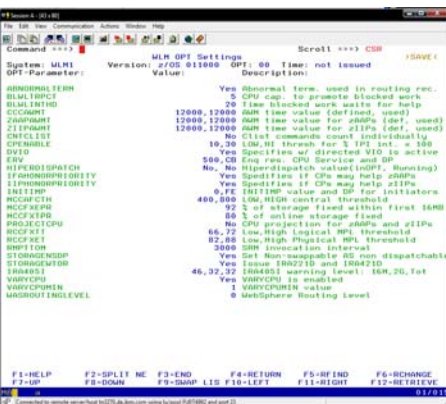 Session A - [43 x 80]
File Edit View Communication Actions Window Help
Command ===> Scroll ===> CSR
WLM OPT Settings >SAVE<
System: WLM1 Version: z/OS 011000 OPT: 00 Time: not issued
OPT-Parameter: Value: Description:
ABNORMALTERM Yes Abnormal term. used in routing rec.
BLWLTRPCT 5 CPU cap. to promote blocked work
BLWLINTHD 20 Time blocked work waits for help
CCCAWMT 12000,12000 AWM time value (defined, used)
ZAAPAWMT 12000,12000 AWM time value for zAAPs (def, used)
ZIIPAWMT 12000,12000 AWM time value for zIIPs (def, used)
CNTCLIST No Clist commands count individually
CPENABLE 10,30 LOW,HI thresh for % TPI int. x 100
DVIO Yes Specifies w/ directed VIO is active
ERV 500,CB Enq res. CPU Service and DP
HIPERDISPATCH No, No Hiperdispatch value(inOPT, Running)
IFAHONORPRIORITY Yes Spedifies if CPs may help zAAPs
IIPHONORPRIORITY Yes Spedifies if CPs may help zIIPs
INITIMP 0,FE INITIMP value and DP for initiators
MCCAFCTH 400,800 LOW,HIGH central threshold
MCCFXEPR 92 % of storage fixed within first 16MB
MCCFXTPR 80 % of online storage fixed
PROJECTCPU No CPU projection for zAAPs and zIIPs
RCCFXTT 66,72 Low,High Logical MPL threshold
RCCFXET 82,88 Low,High Physical MPL threshold
RMPTTOM 3000 SRM invocation interval
STORAGENSDP Yes Set Non-swappable AS non dispatchable
STORAGEWTOR Yes Issue IRA221D and IRA421D
IRA405I 46,32,32 IRA405I warning level: 16M,2G,Tot
VARYCPU Yes VARYCPU is enabled
VARYCPUMIN 1 VARYCPUMIN value
WASROUTINGLEVEL 0 WebSphere Routing Level
F1=HELP F2=SPLIT NE F3=END F4=RETURN F5=RFIND F6=RCHANGE
F7=UP F8=DOWN F9=SWAP LIS F10=LEFT F11=RIGHT F12=RETRIEVE
01/015